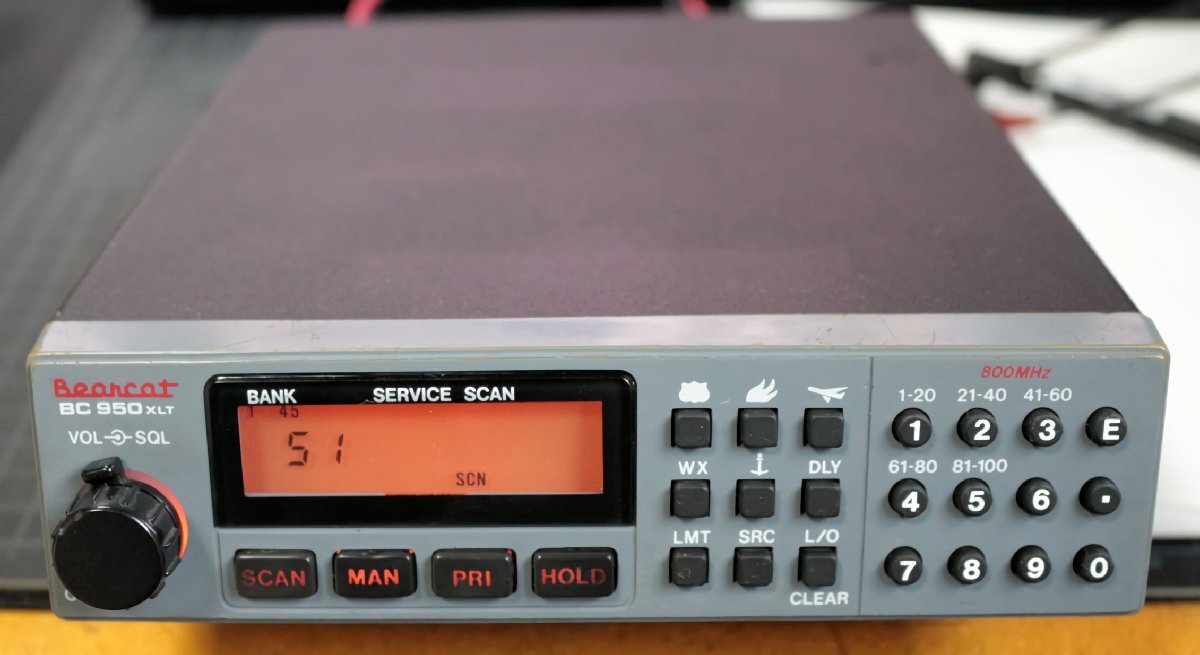 Bearcat
BC 950 XLT
VOL SQL
BANK SERVICE SCAN
1 45
51
SCN
SCAN MAN PRI HOLD
WX DLY
LMT SRC L/O
CLEAR
800MHz
1-20 21-40 41-60
1 2 3 E
61-80 81-100
4 5 6 .
7 8 9 0